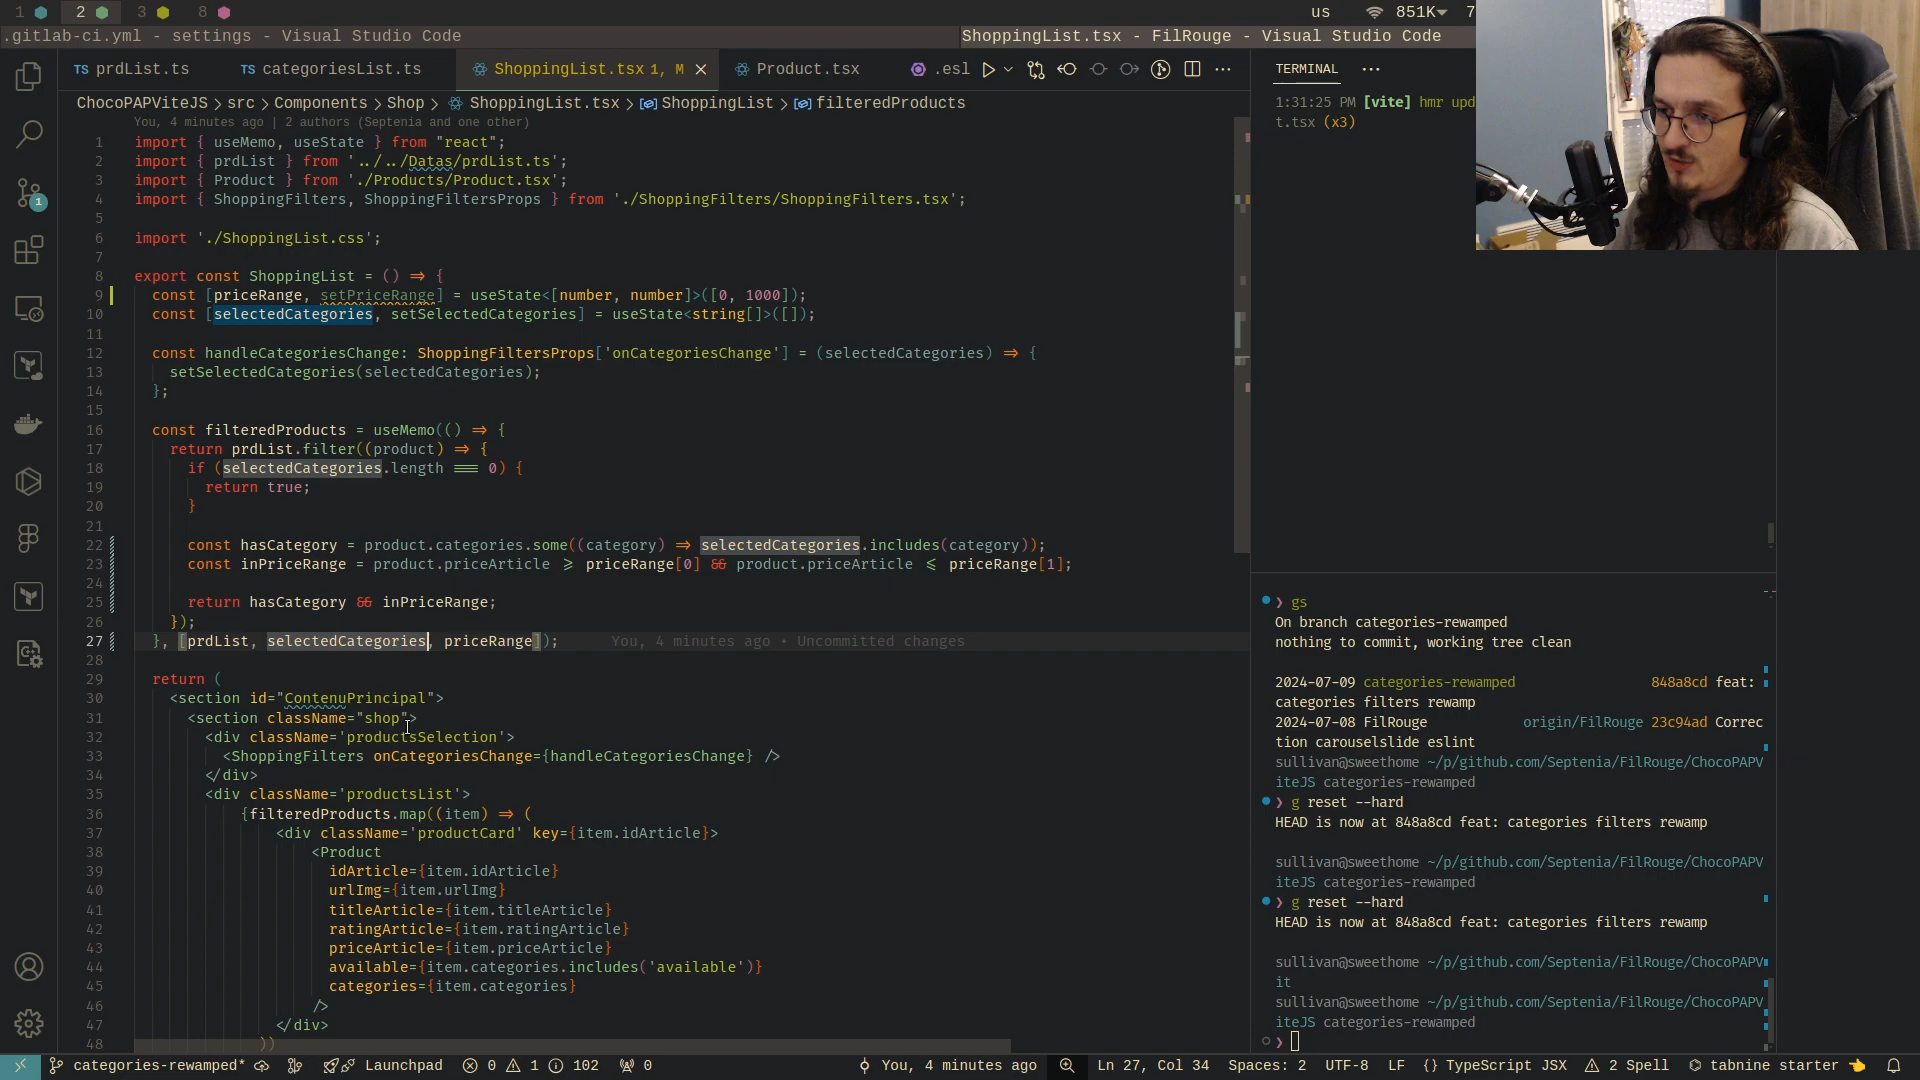 1 2 3 8 us 851K 7
.gitlab-ci.yml - settings - Visual Studio Code ShoppingList.tsx - FilRouge - Visual Studio Code
TS prdList.ts TS categoriesList.ts ShoppingList.tsx 1, M Product.tsx .esl TERMINAL
ChocoPAPViteJS > src > Components > Shop > ShoppingList.tsx > ShoppingList > filteredProducts
You, 4 minutes ago | 2 authors (Septenia and one other)
1 import { useMemo, useState } from "react";
2 import { prdList } from '../../Datas/prdList.ts';
3 import { Product } from './Products/Product.tsx';
4 import { ShoppingFilters, ShoppingFiltersProps } from './ShoppingFilters/ShoppingFilters.tsx';
5
6 import './ShoppingList.css';
7
8 export const ShoppingList = () => {
9 const [priceRange, setPriceRange] = useState<[number, number]>([0, 1000]);
10 const [selectedCategories, setSelectedCategories] = useState<string[]>([]);
11
12 const handleCategoriesChange: ShoppingFiltersProps['onCategoriesChange'] = (selectedCategories) => {
13 setSelectedCategories(selectedCategories);
14 };
15
16 const filteredProducts = useMemo(() => {
17 return prdList.filter((product) => {
18 if (selectedCategories.length === 0) {
19 return true;
20 }
21
22 const hasCategory = product.categories.some((category) => selectedCategories.includes(category));
23 const inPriceRange = product.priceArticle >= priceRange[0] && product.priceArticle <= priceRange[1];
24
25 return hasCategory && inPriceRange;
26 });
27 }, [prdList, selectedCategories, priceRange]); You, 4 minutes ago • Uncommitted changes
28
29 return (
30 <section id="ContenuPrincipal">
31 <section className="shop">
32 <div className='productsSelection'>
33 <ShoppingFilters onCategoriesChange={handleCategoriesChange} />
34 </div>
35 <div className='productsList'>
36 {filteredProducts.map((item) => (
37 <div className='productCard' key={item.idArticle}>
38 <Product
39 idArticle={item.idArticle}
40 urlImg={item.urlImg}
41 titleArticle={item.titleArticle}
42 ratingArticle={item.ratingArticle}
43 priceArticle={item.priceArticle}
44 available={item.categories.includes('available')}
45 categories={item.categories}
46 />
47 </div>
48 ))
1:31:25 PM [vite] hmr upd
t.tsx (x3)
❯ gs
On branch categories-rewamped
nothing to commit, working tree clean
2024-07-09 categories-rewamped 848a8cd feat:
categories filters rewamp
2024-07-08 FilRouge origin/FilRouge 23c94ad Correc
tion carouselslide eslint
sullivan@sweethome ~/p/github.com/Septenia/FilRouge/ChocoPAPV
iteJS categories-rewamped
❯ g reset --hard
HEAD is now at 848a8cd feat: categories filters rewamp
sullivan@sweethome ~/p/github.com/Septenia/FilRouge/ChocoPAPV
iteJS categories-rewamped
❯ g reset --hard
HEAD is now at 848a8cd feat: categories filters rewamp
sullivan@sweethome ~/p/github.com/Septenia/FilRouge/ChocoPAPV
it
sullivan@sweethome ~/p/github.com/Septenia/FilRouge/ChocoPAPV
iteJS categories-rewamped
❯
categories-rewamped* Launchpad 0 1 102 0 You, 4 minutes ago Ln 27, Col 34 Spaces: 2 UTF-8 LF {} TypeScript JSX 2 Spell tabnine starter